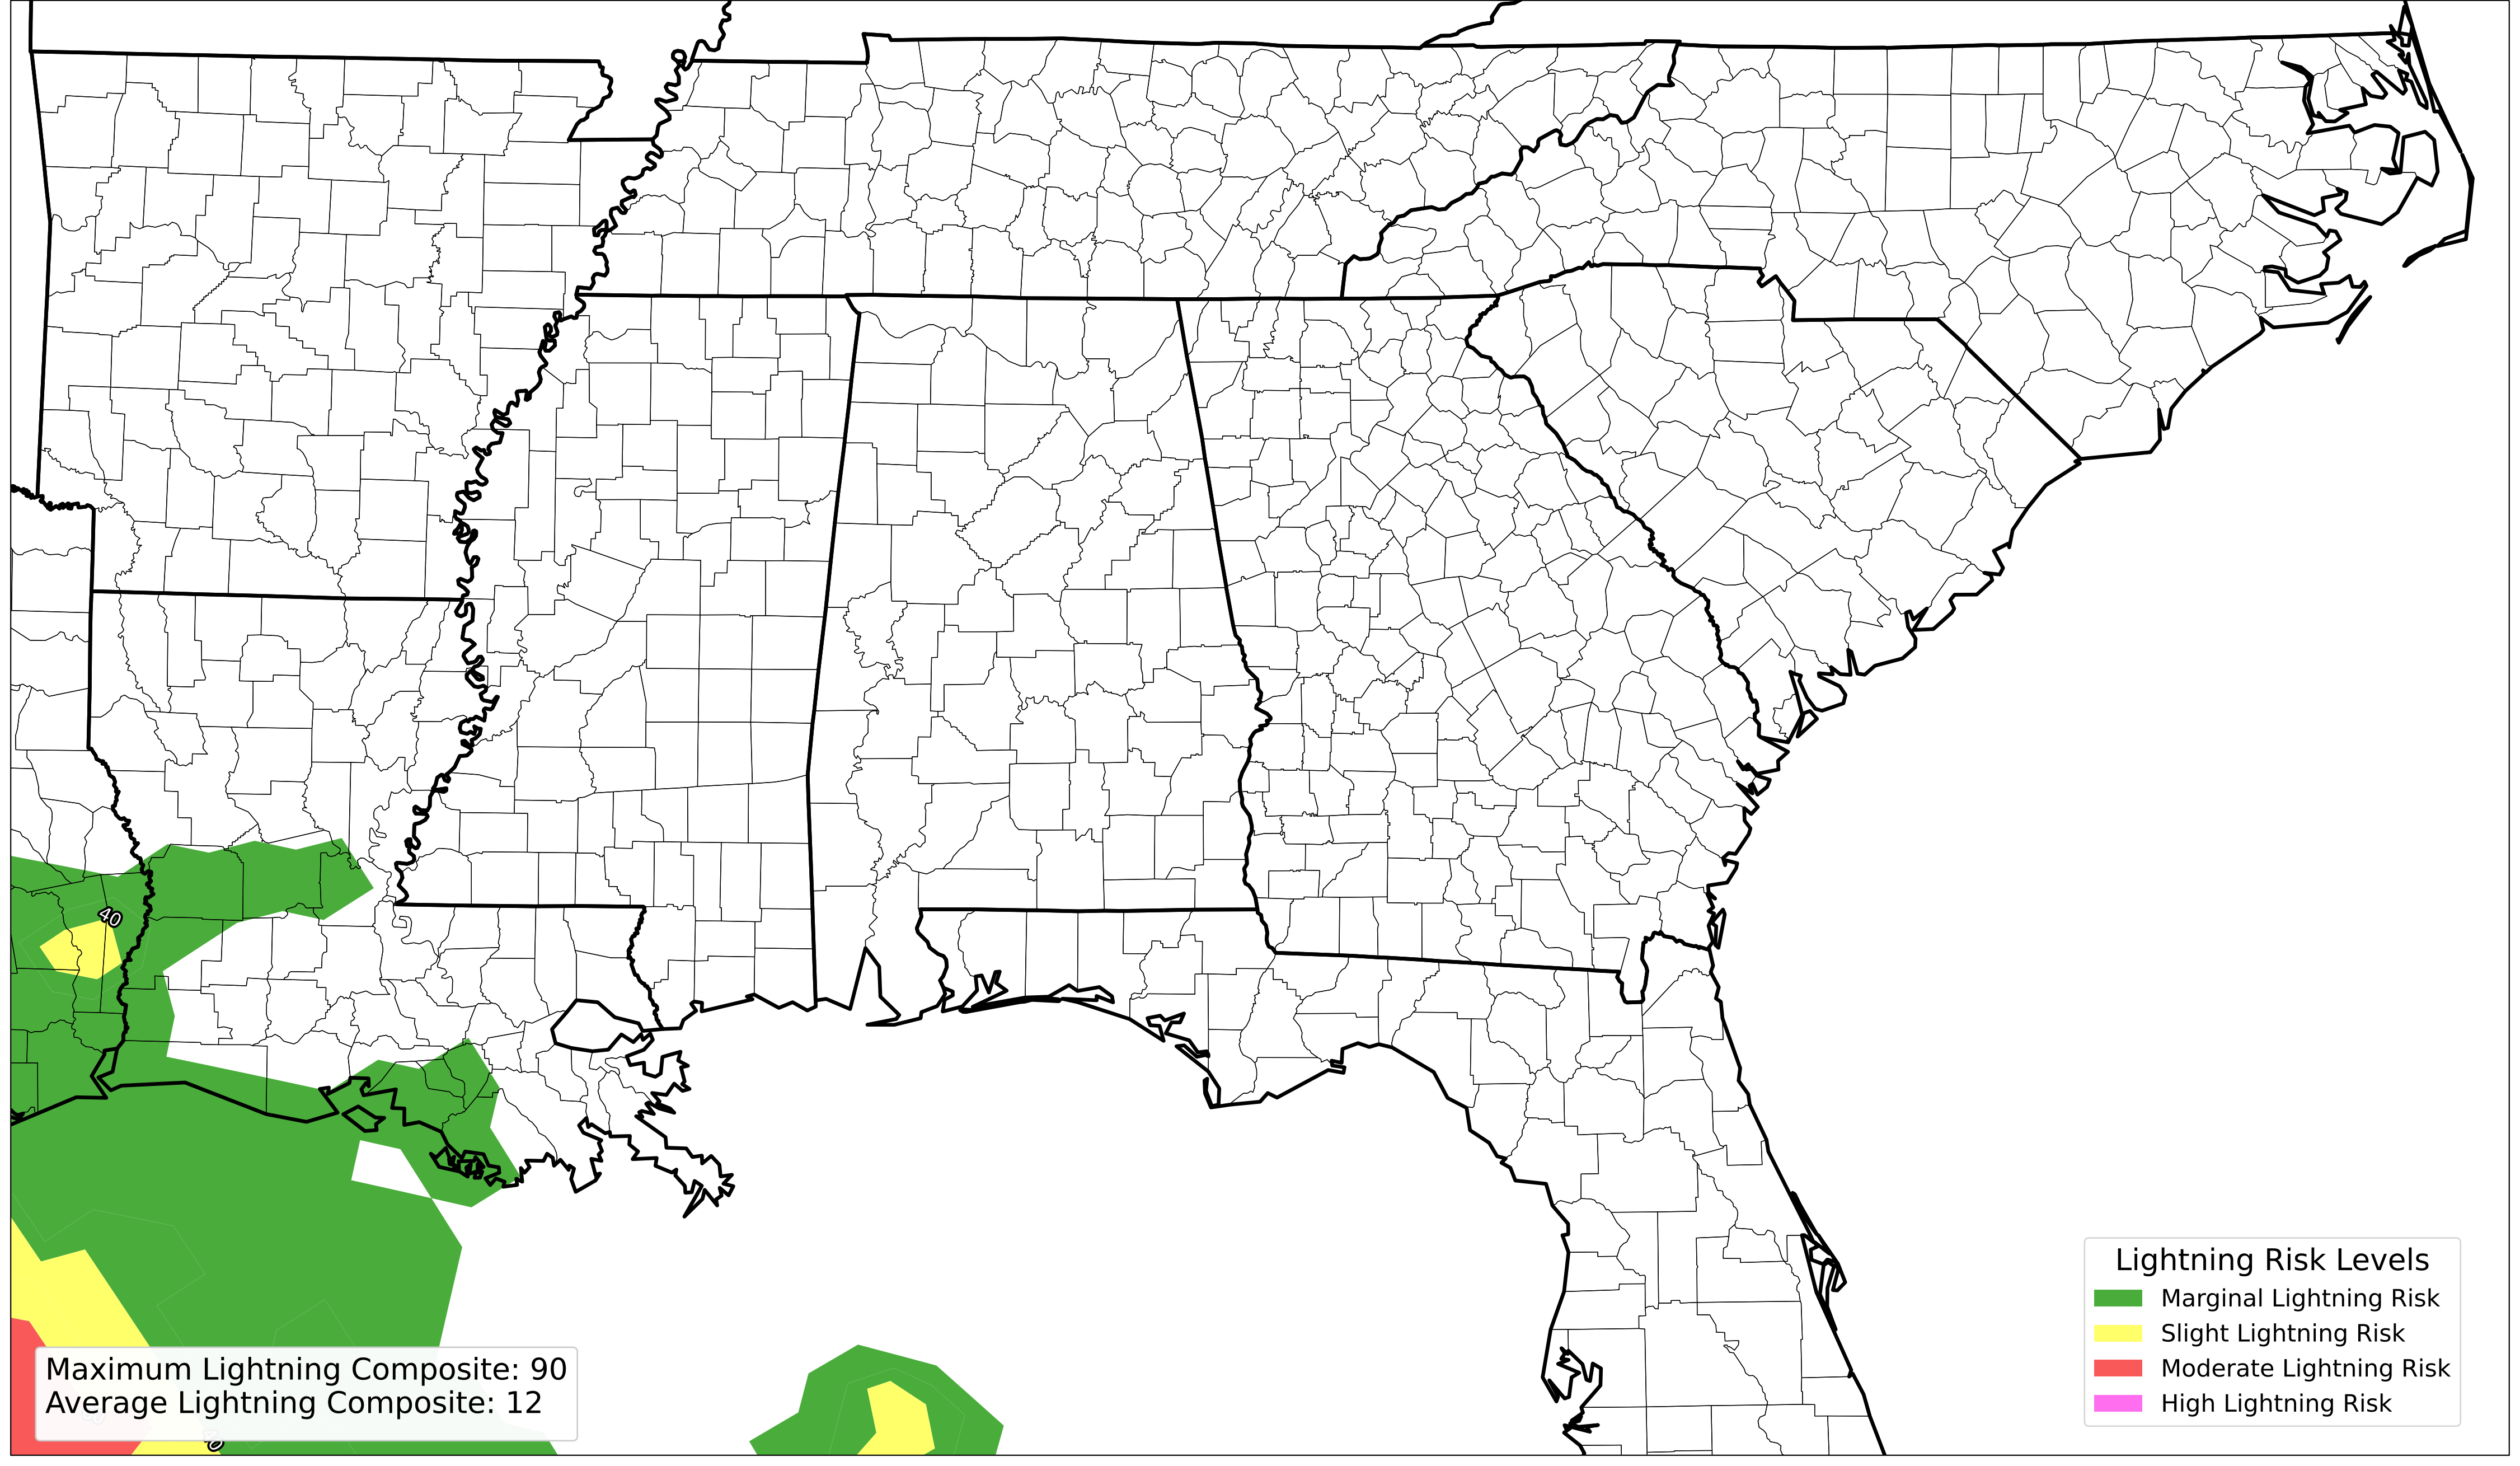 40
Lightning Risk Levels
Marginal Lightning Risk
Slight Lightning Risk
Moderate Lightning Risk
High Lightning Risk
Maximum Lightning Composite: 90
Average Lightning Composite: 12